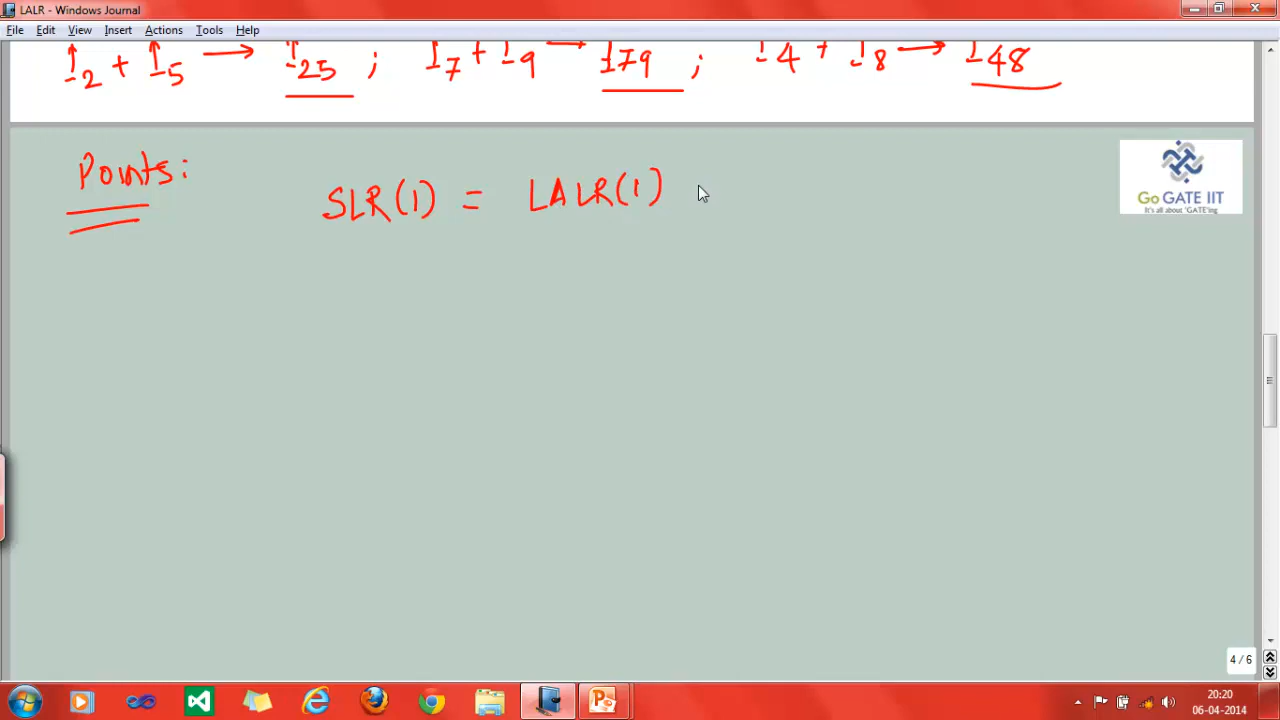 LALR - Windows Journal
File Edit View Insert Actions Tools Help
I2 + I5 → I25 ; I7 + I9 → I79 ; I4 + I8 → I48
Points:
SLR(1) = LALR(1)
Go GATE IIT
It's all about 'GATE'ing
4 / 6
20:20
06-04-2014